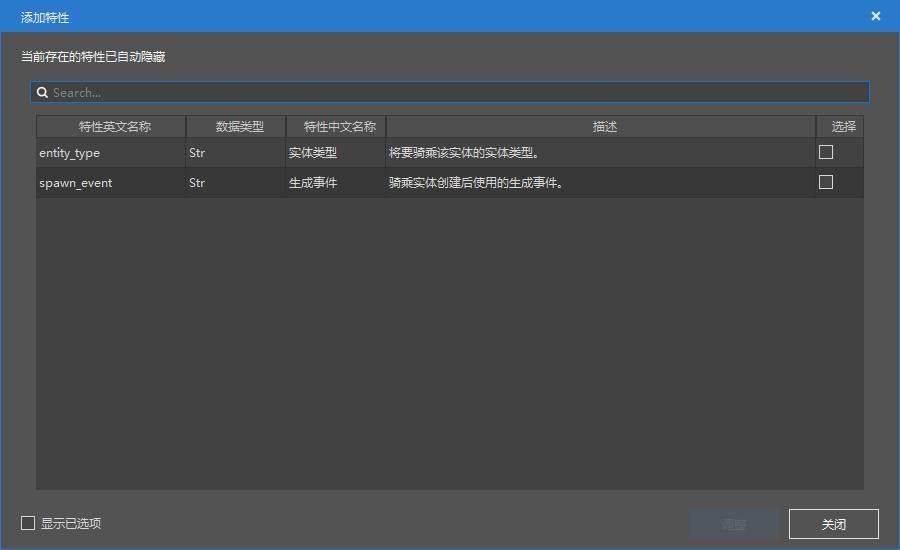 添加特性
当前存在的特性已自动隐藏
Search...
特性英文名称 数据类型 特性中文名称 描述 选择
entity_type Str 实体类型 将要骑乘该实体的实体类型。
spawn_event Str 生成事件 骑乘实体创建后使用的生成事件。
显示已选项 调整 关闭